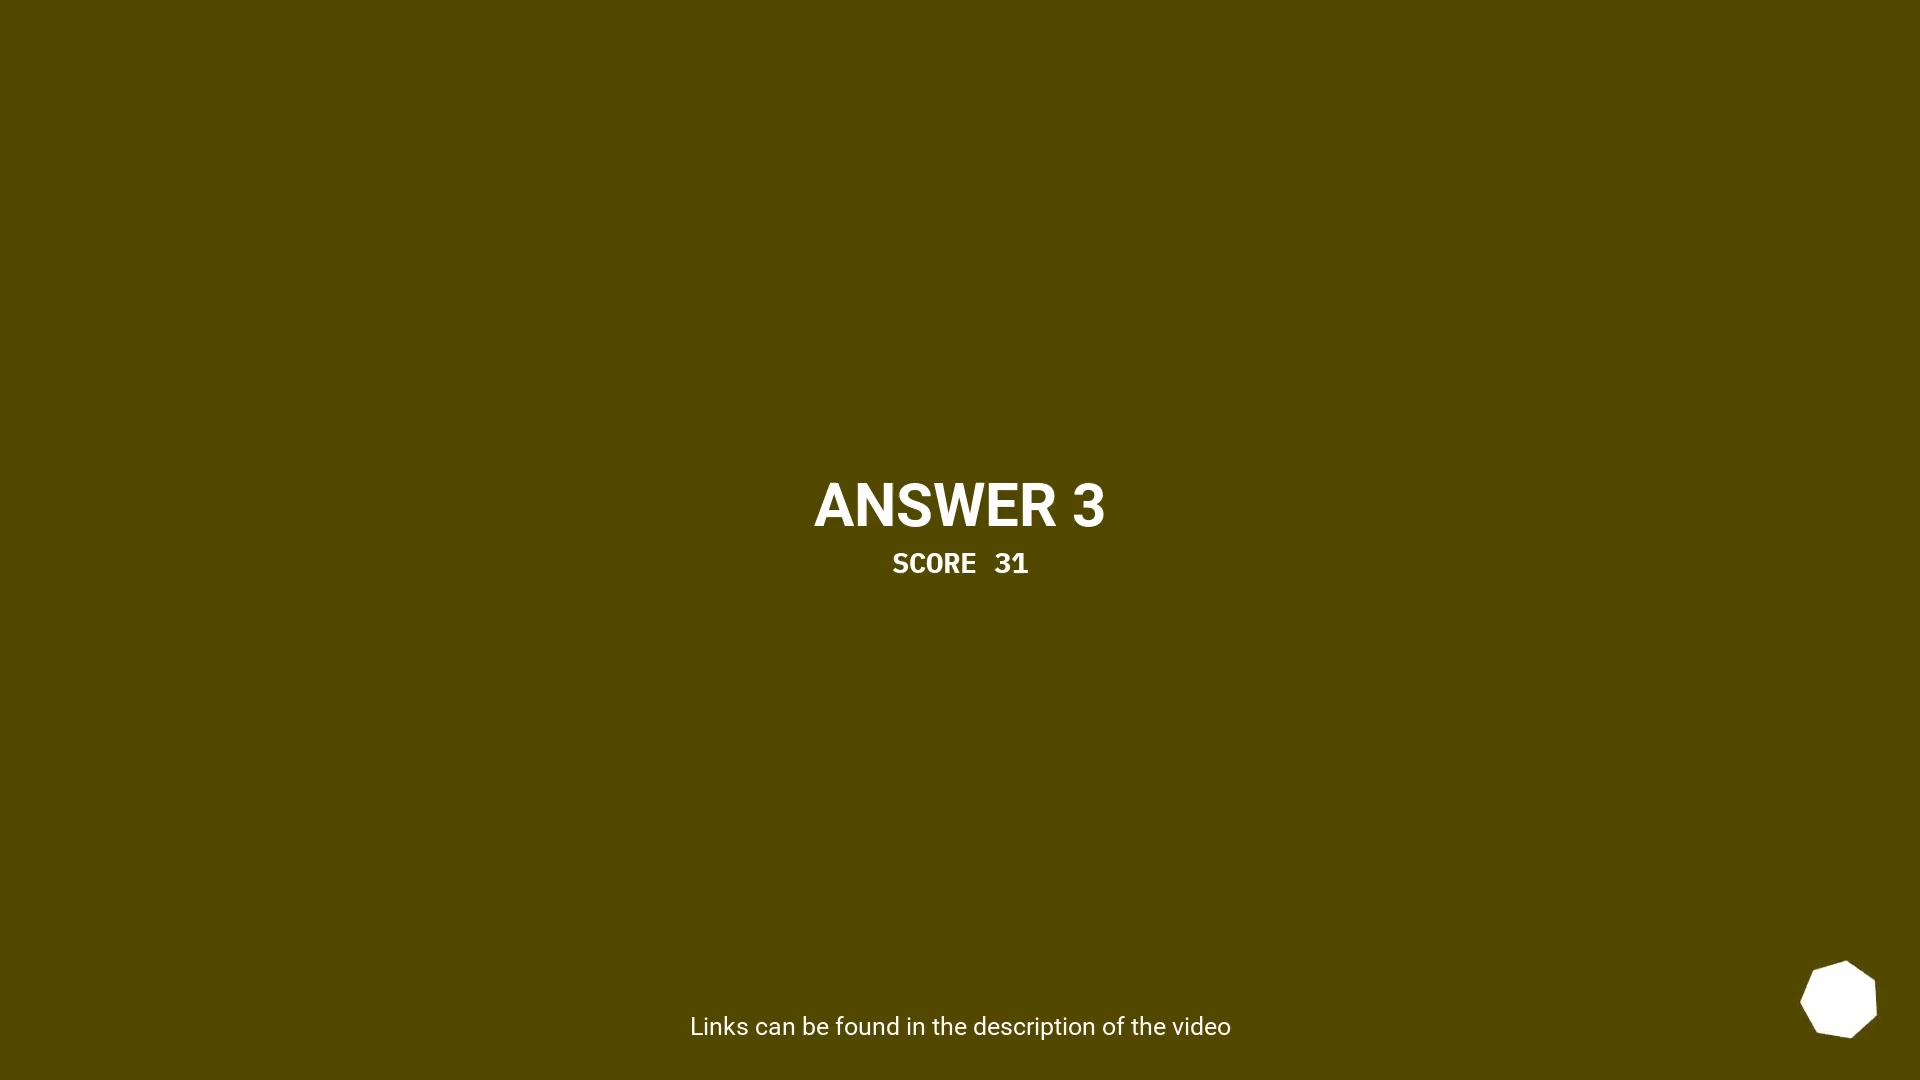 ANSWER 3
SCORE 31
Links can be found in the description of the video